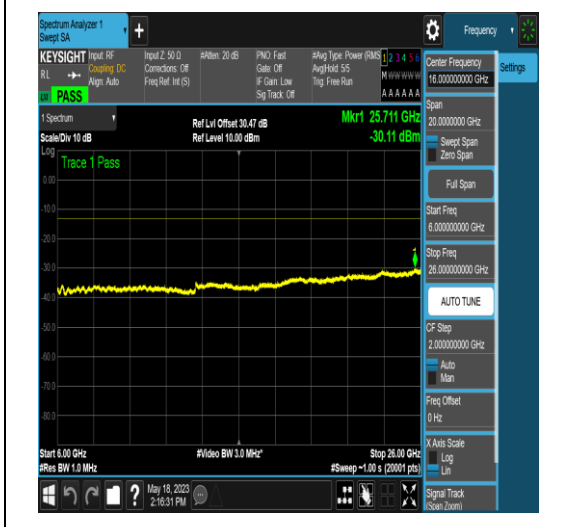 Spectrum Analyzer 1
Swept SA
+
Frequency
KEYSIGHT
RL
PASS
Input: RF
Coupling: DC
Align: Auto
Input Z: 50 Ω
Corrections: Off
Freq Ref: Int (S)
#Atten: 20 dB
PNO: Fast
Gate: Off
IF Gain: Low
Sig Track: Off
#Avg Type: Power (RMS
Avg|Hold: 5/5
Trig: Free Run
1 2 3 4 5 6
M W W W W W
A A A A A A
1 Spectrum
Scale/Div 10 dB
Log
Ref Lvl Offset 30.47 dB
Ref Level 10.00 dBm
Mkr1 25.711 GHz
-30.11 dBm
Trace 1 Pass
0.00
-10.0
-20.0
-30.0
-40.0
-50.0
-60.0
-70.0
-80.0
1
Start 6.00 GHz
#Res BW 1.0 MHz
#Video BW 3.0 MHz*
Stop 26.00 GHz
#Sweep ~1.00 s (20001 pts)
?
May 18, 2023
2:16:31 PM
Center Frequency
16.000000000 GHz
Settings
Span
20.0000000 GHz
Swept Span
Zero Span
Full Span
Start Freq
6.000000000 GHz
Stop Freq
26.000000000 GHz
AUTO TUNE
CF Step
2.000000000 GHz
Auto
Man
Freq Offset
0 Hz
X Axis Scale
Log
Lin
Signal Track
(Span Zoom)